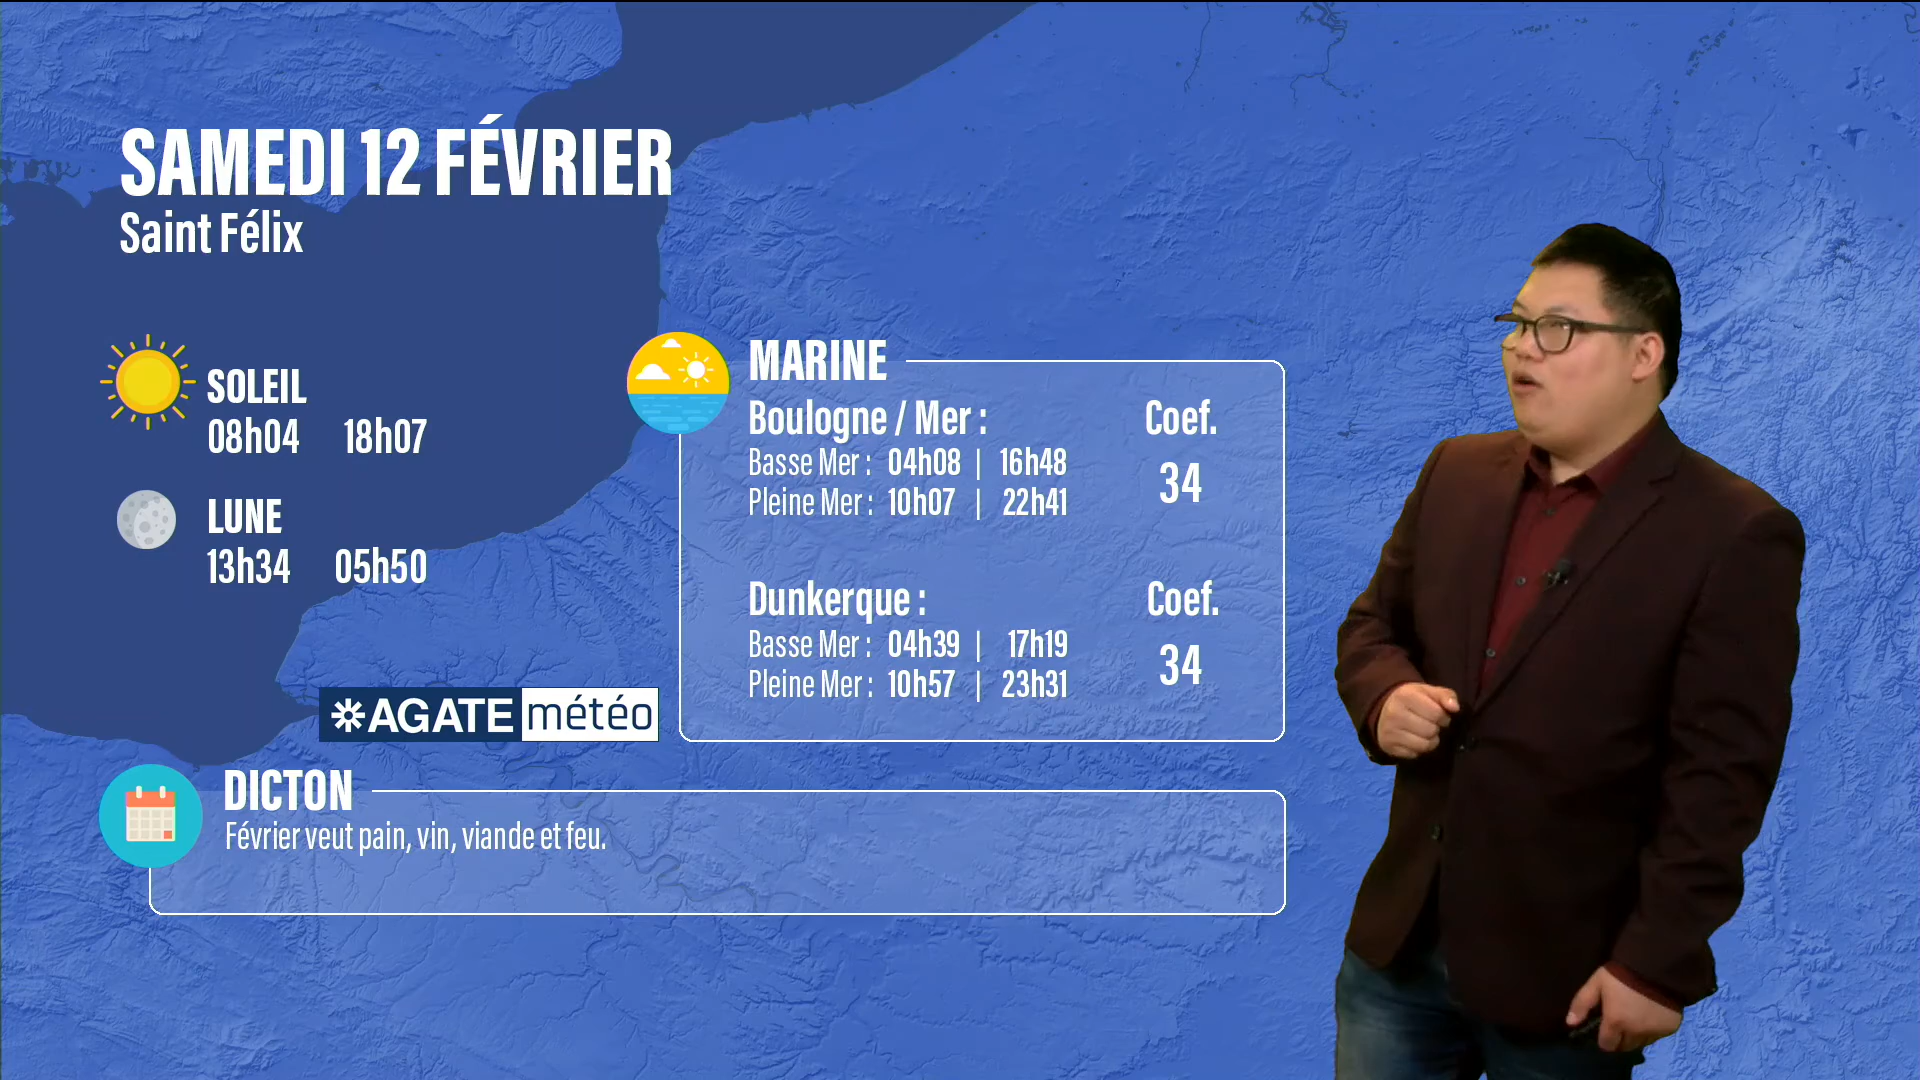 SAMEDI 12 FÉVRIER
Saint Félix
SOLEIL
08h04 18h07
LUNE
13h34 05h50
MARINE
Boulogne / Mer : Coef.
Basse Mer : 04h08 | 16h48
34
Pleine Mer : 10h07 | 22h41
Dunkerque : Coef.
Basse Mer : 04h39 | 17h19
34
Pleine Mer : 10h57 | 23h31
AGATE météo
DICTON
Février veut pain, vin, viande et feu.